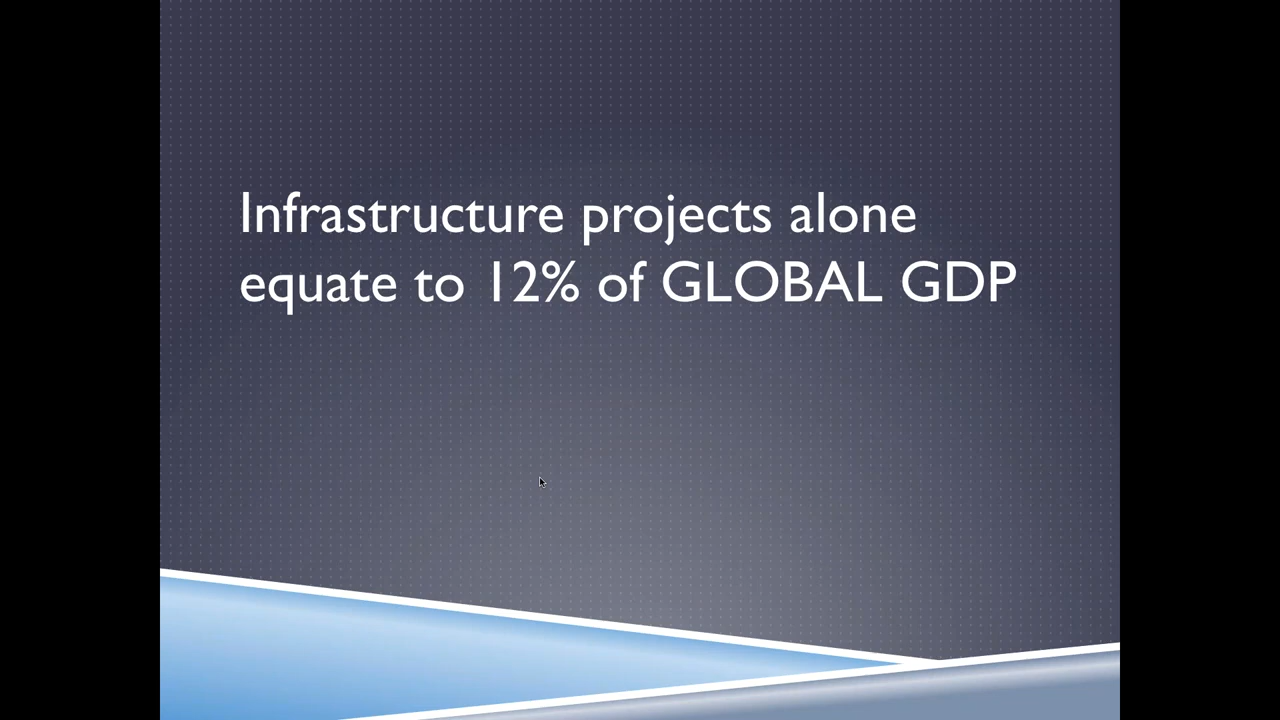 Infrastructure projects alone
equate to 12% of GLOBAL GDP